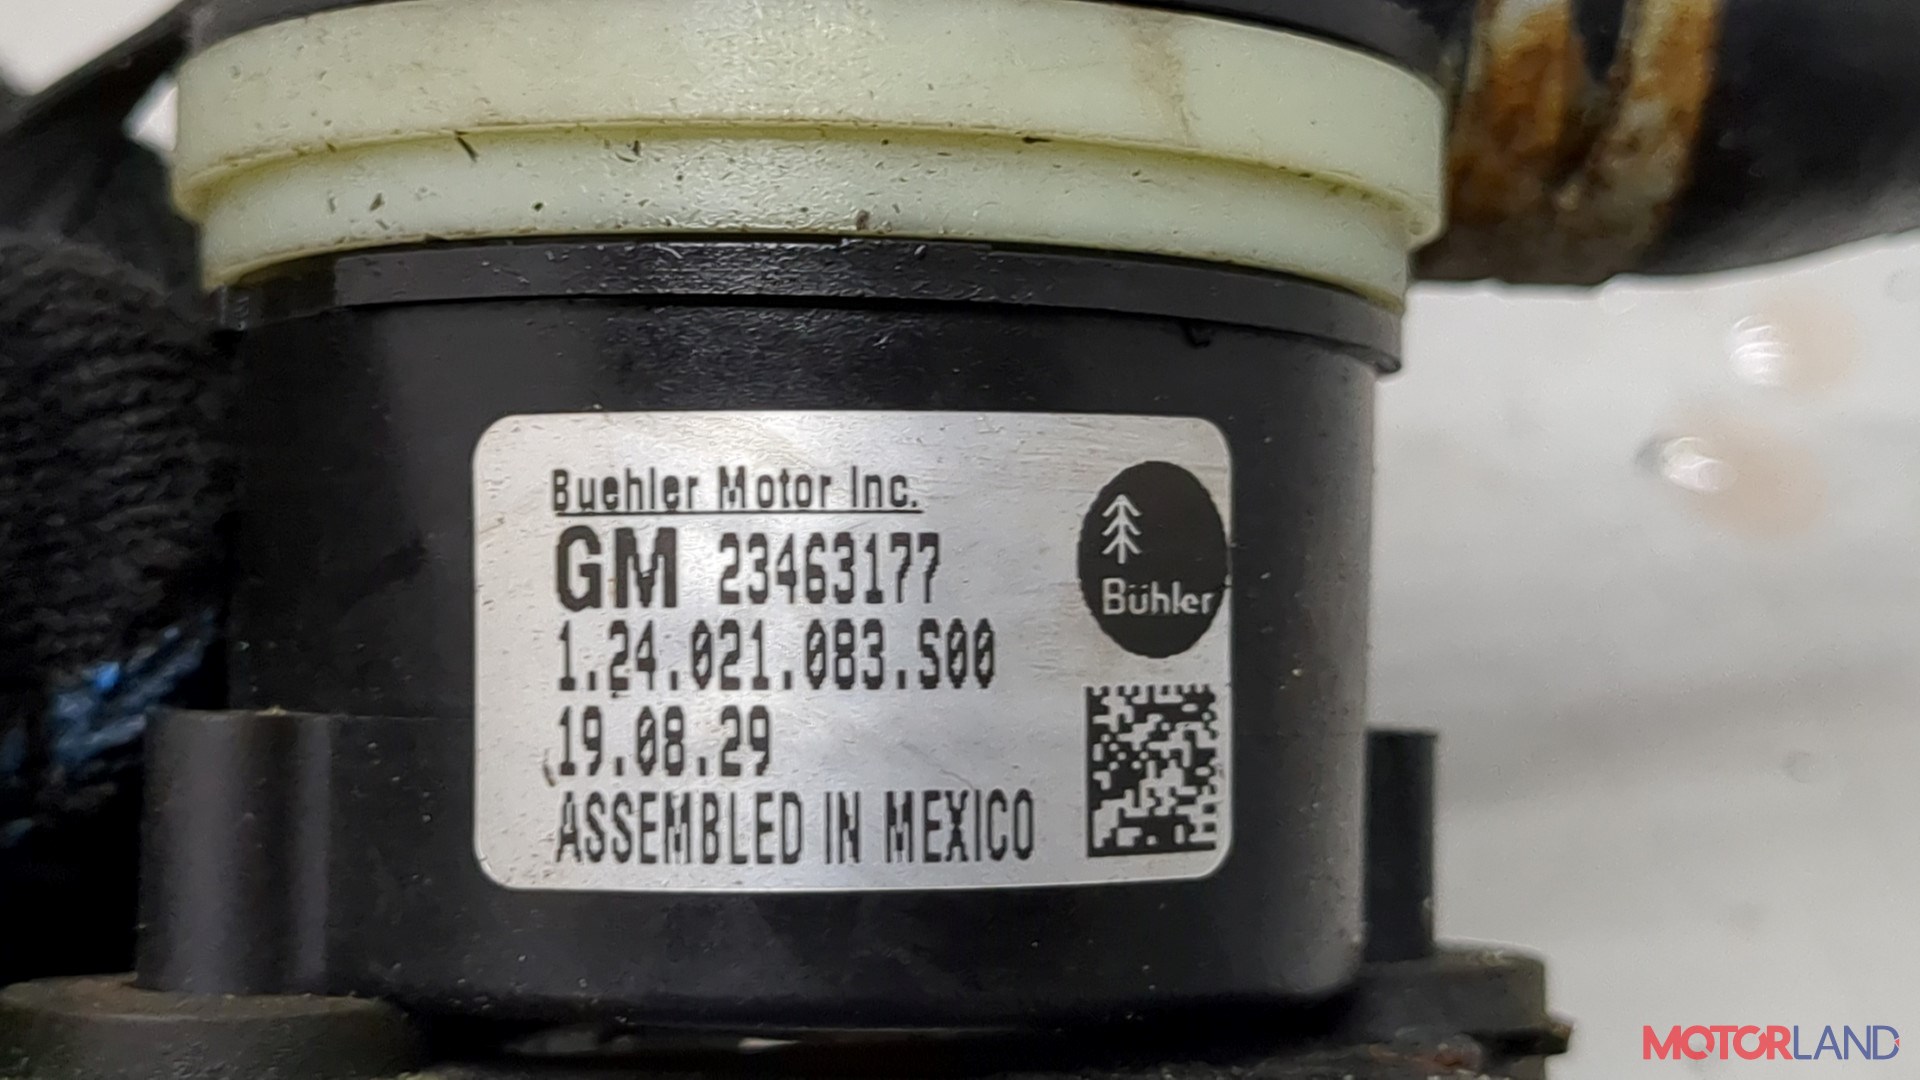 Buehler Motor Inc.
GM 23463177
1.24.021.083.S00
19.08.29
ASSEMBLED IN MEXICO
Bühler
MOTORLAND